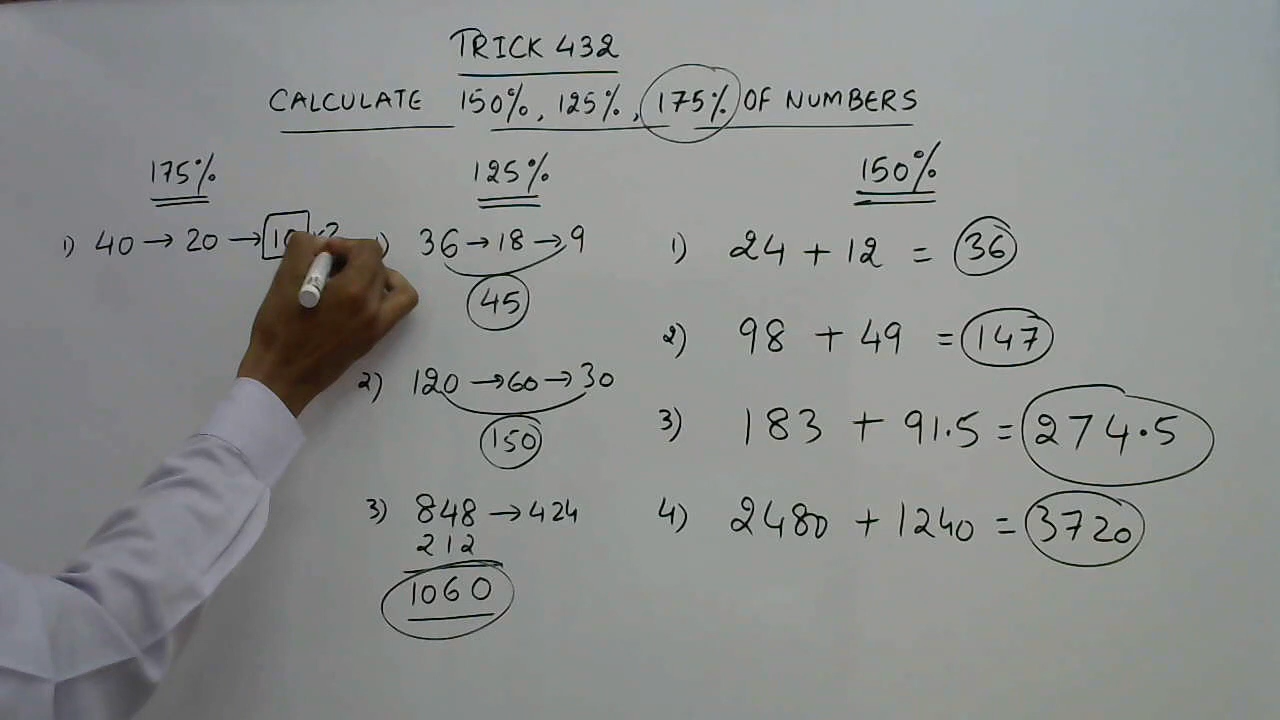 TRICK 432
CALCULATE 150%, 125%, 175% OF NUMBERS
175%
1) 40 → 20 →
125%
36 → 18 → 9
45
2) 120 → 60 → 30
150
3) 848 → 424
212
1060
150%
1) 24 + 12 = 36
2) 98 + 49 = 147
3) 183 + 91.5 = 274.5
4) 2480 + 1240 = 3720